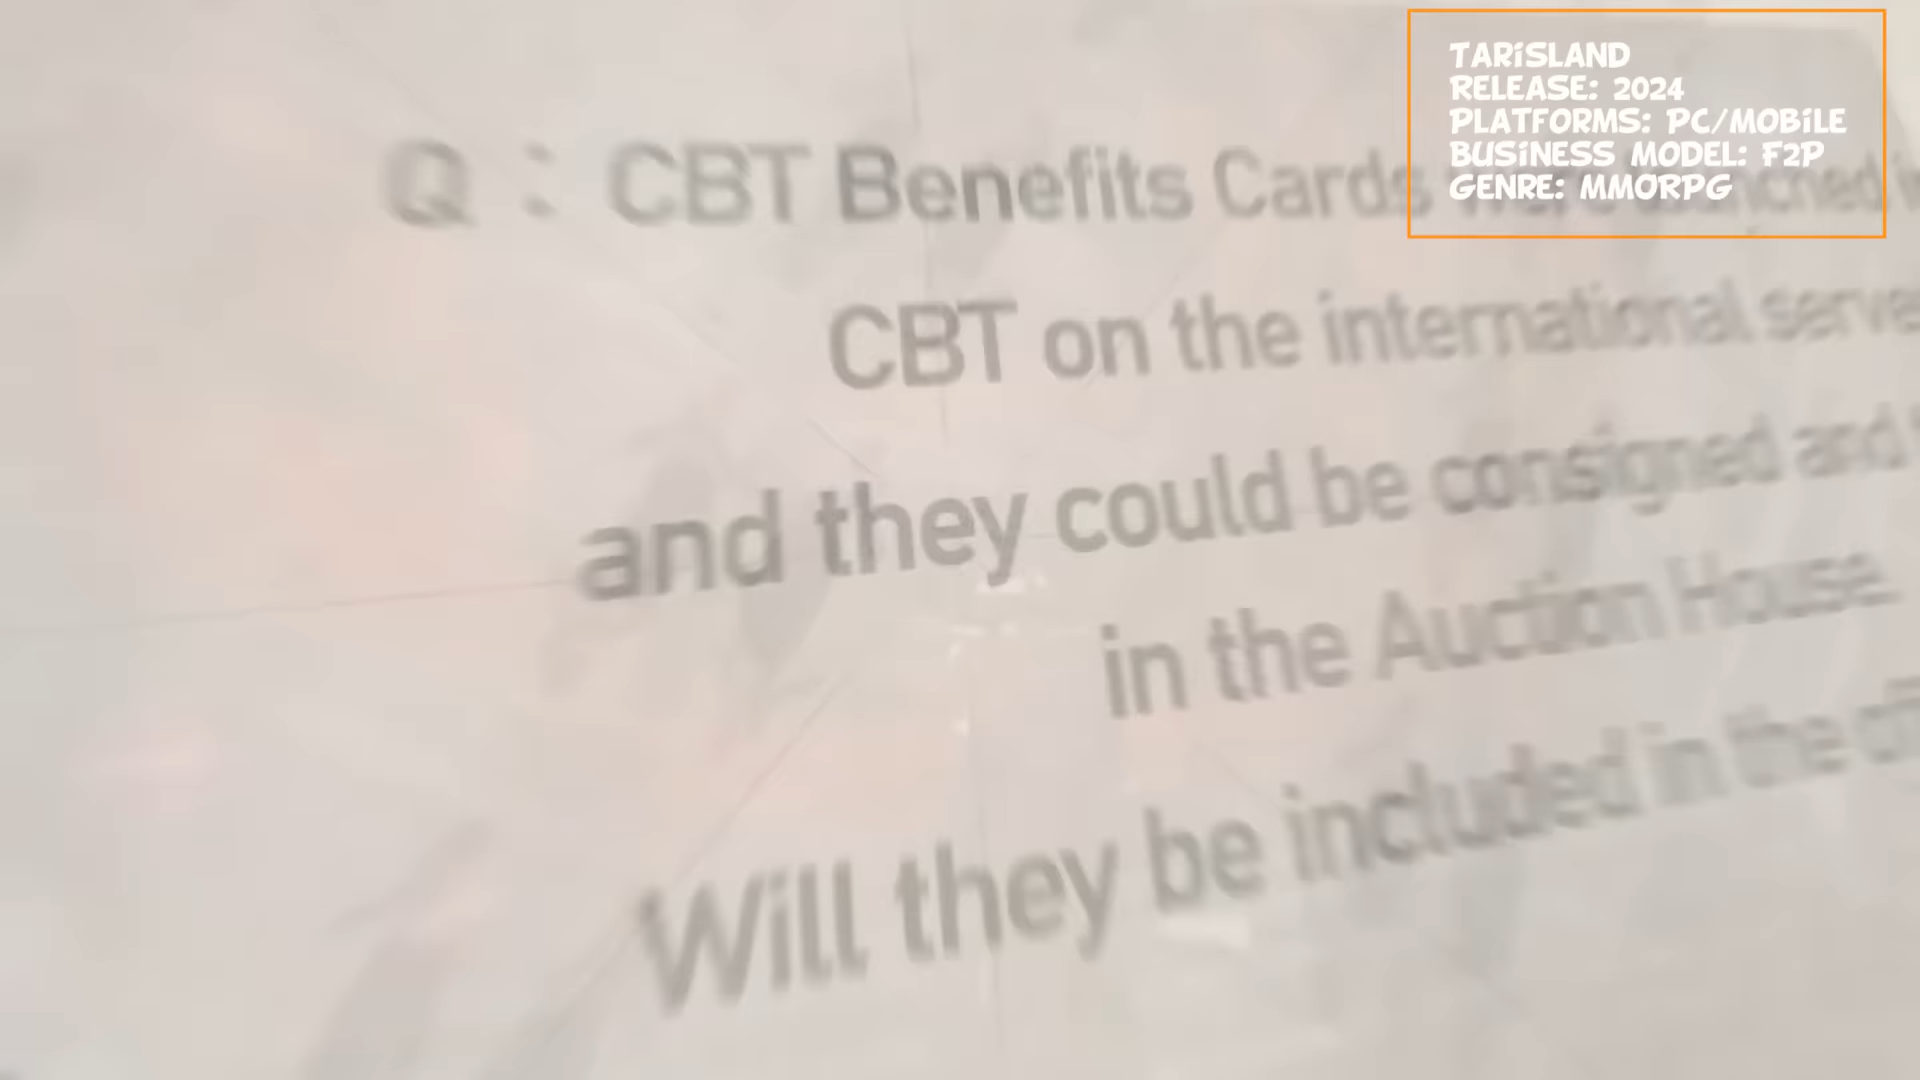 TARISLAND
RELEASE: 2024
PLATFORMS: PC/MOBILE
BUSINESS MODEL: F2P
GENRE: MMORPG
Q : CBT Benefits Cards
CBT on the international
and they could be consigned and
in the Auction House.
Will they be included in the